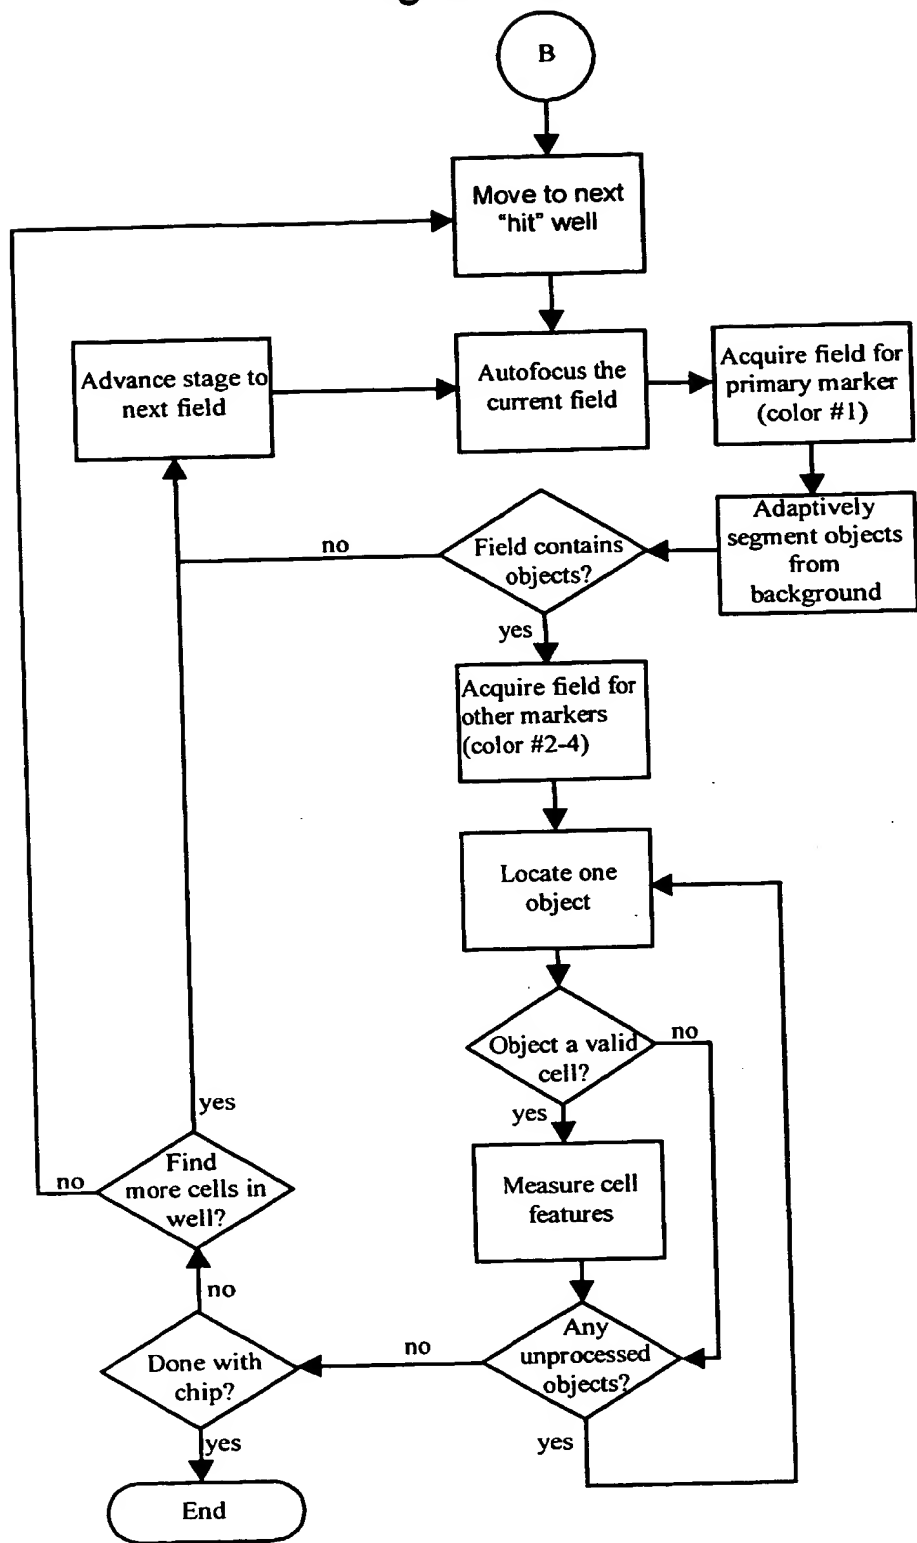 B
Move to next
"hit" well
Advance stage to
next field
Autofocus the
current field
Acquire field for
primary marker
(color #1)
Adaptively
segment objects
from
background
no
Field contains
objects?
yes
Acquire field for
other markers
(color #2-4)
Locate one
object
Object a valid
cell?
no
yes
Measure cell
features
yes
Find
more cells in
well?
no
no
Any
unprocessed
objects?
no
Done with
chip?
yes
yes
End